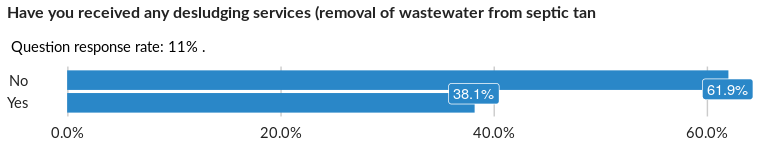 Have you received any desludging services (removal of wastewater from septic tan
Question response rate: 11% .
No
61.9%
Yes
38.1%
0.0% 20.0% 40.0% 60.0%